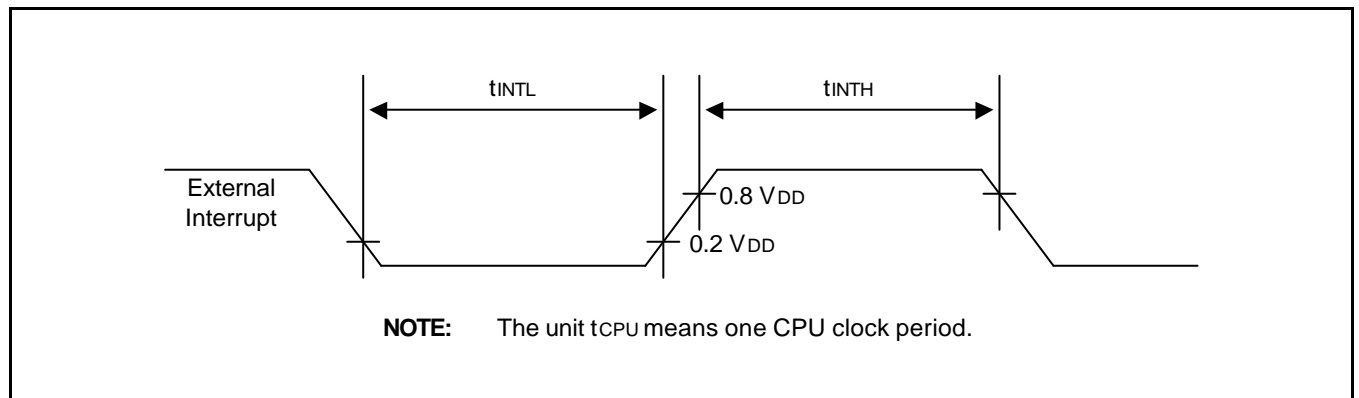 tINTL
tINTH
External
Interrupt
0.8 VDD
0.2 VDD
NOTE: The unit tCPU means one CPU clock period.